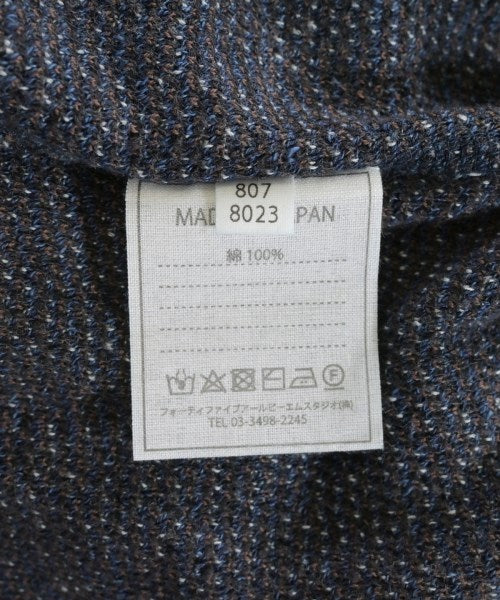 807
MAD 8023 PAN
綿 100%
フォーティファイブアールピーエムスタジオ(株)
TEL 03-3498-2245